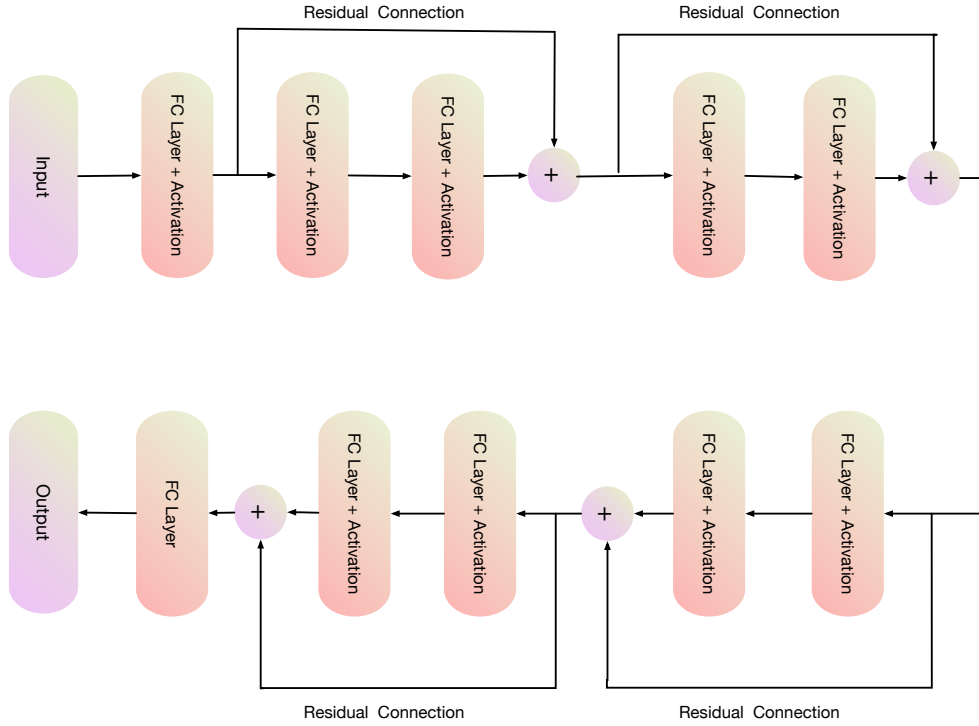 Residual Connection
Residual Connection
Input
FC Layer + Activation
FC Layer + Activation
FC Layer + Activation
+
FC Layer + Activation
FC Layer + Activation
+
Output
FC Layer
+
FC Layer + Activation
FC Layer + Activation
+
FC Layer + Activation
FC Layer + Activation
Residual Connection
Residual Connection